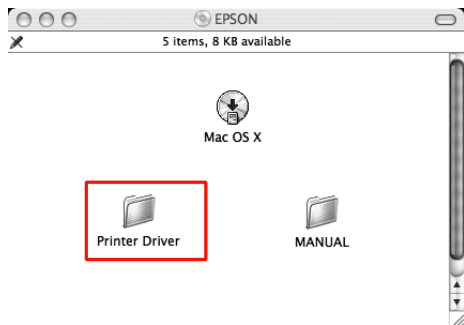 EPSON
5 items, 8 KB available
Mac OS X
Printer Driver
MANUAL